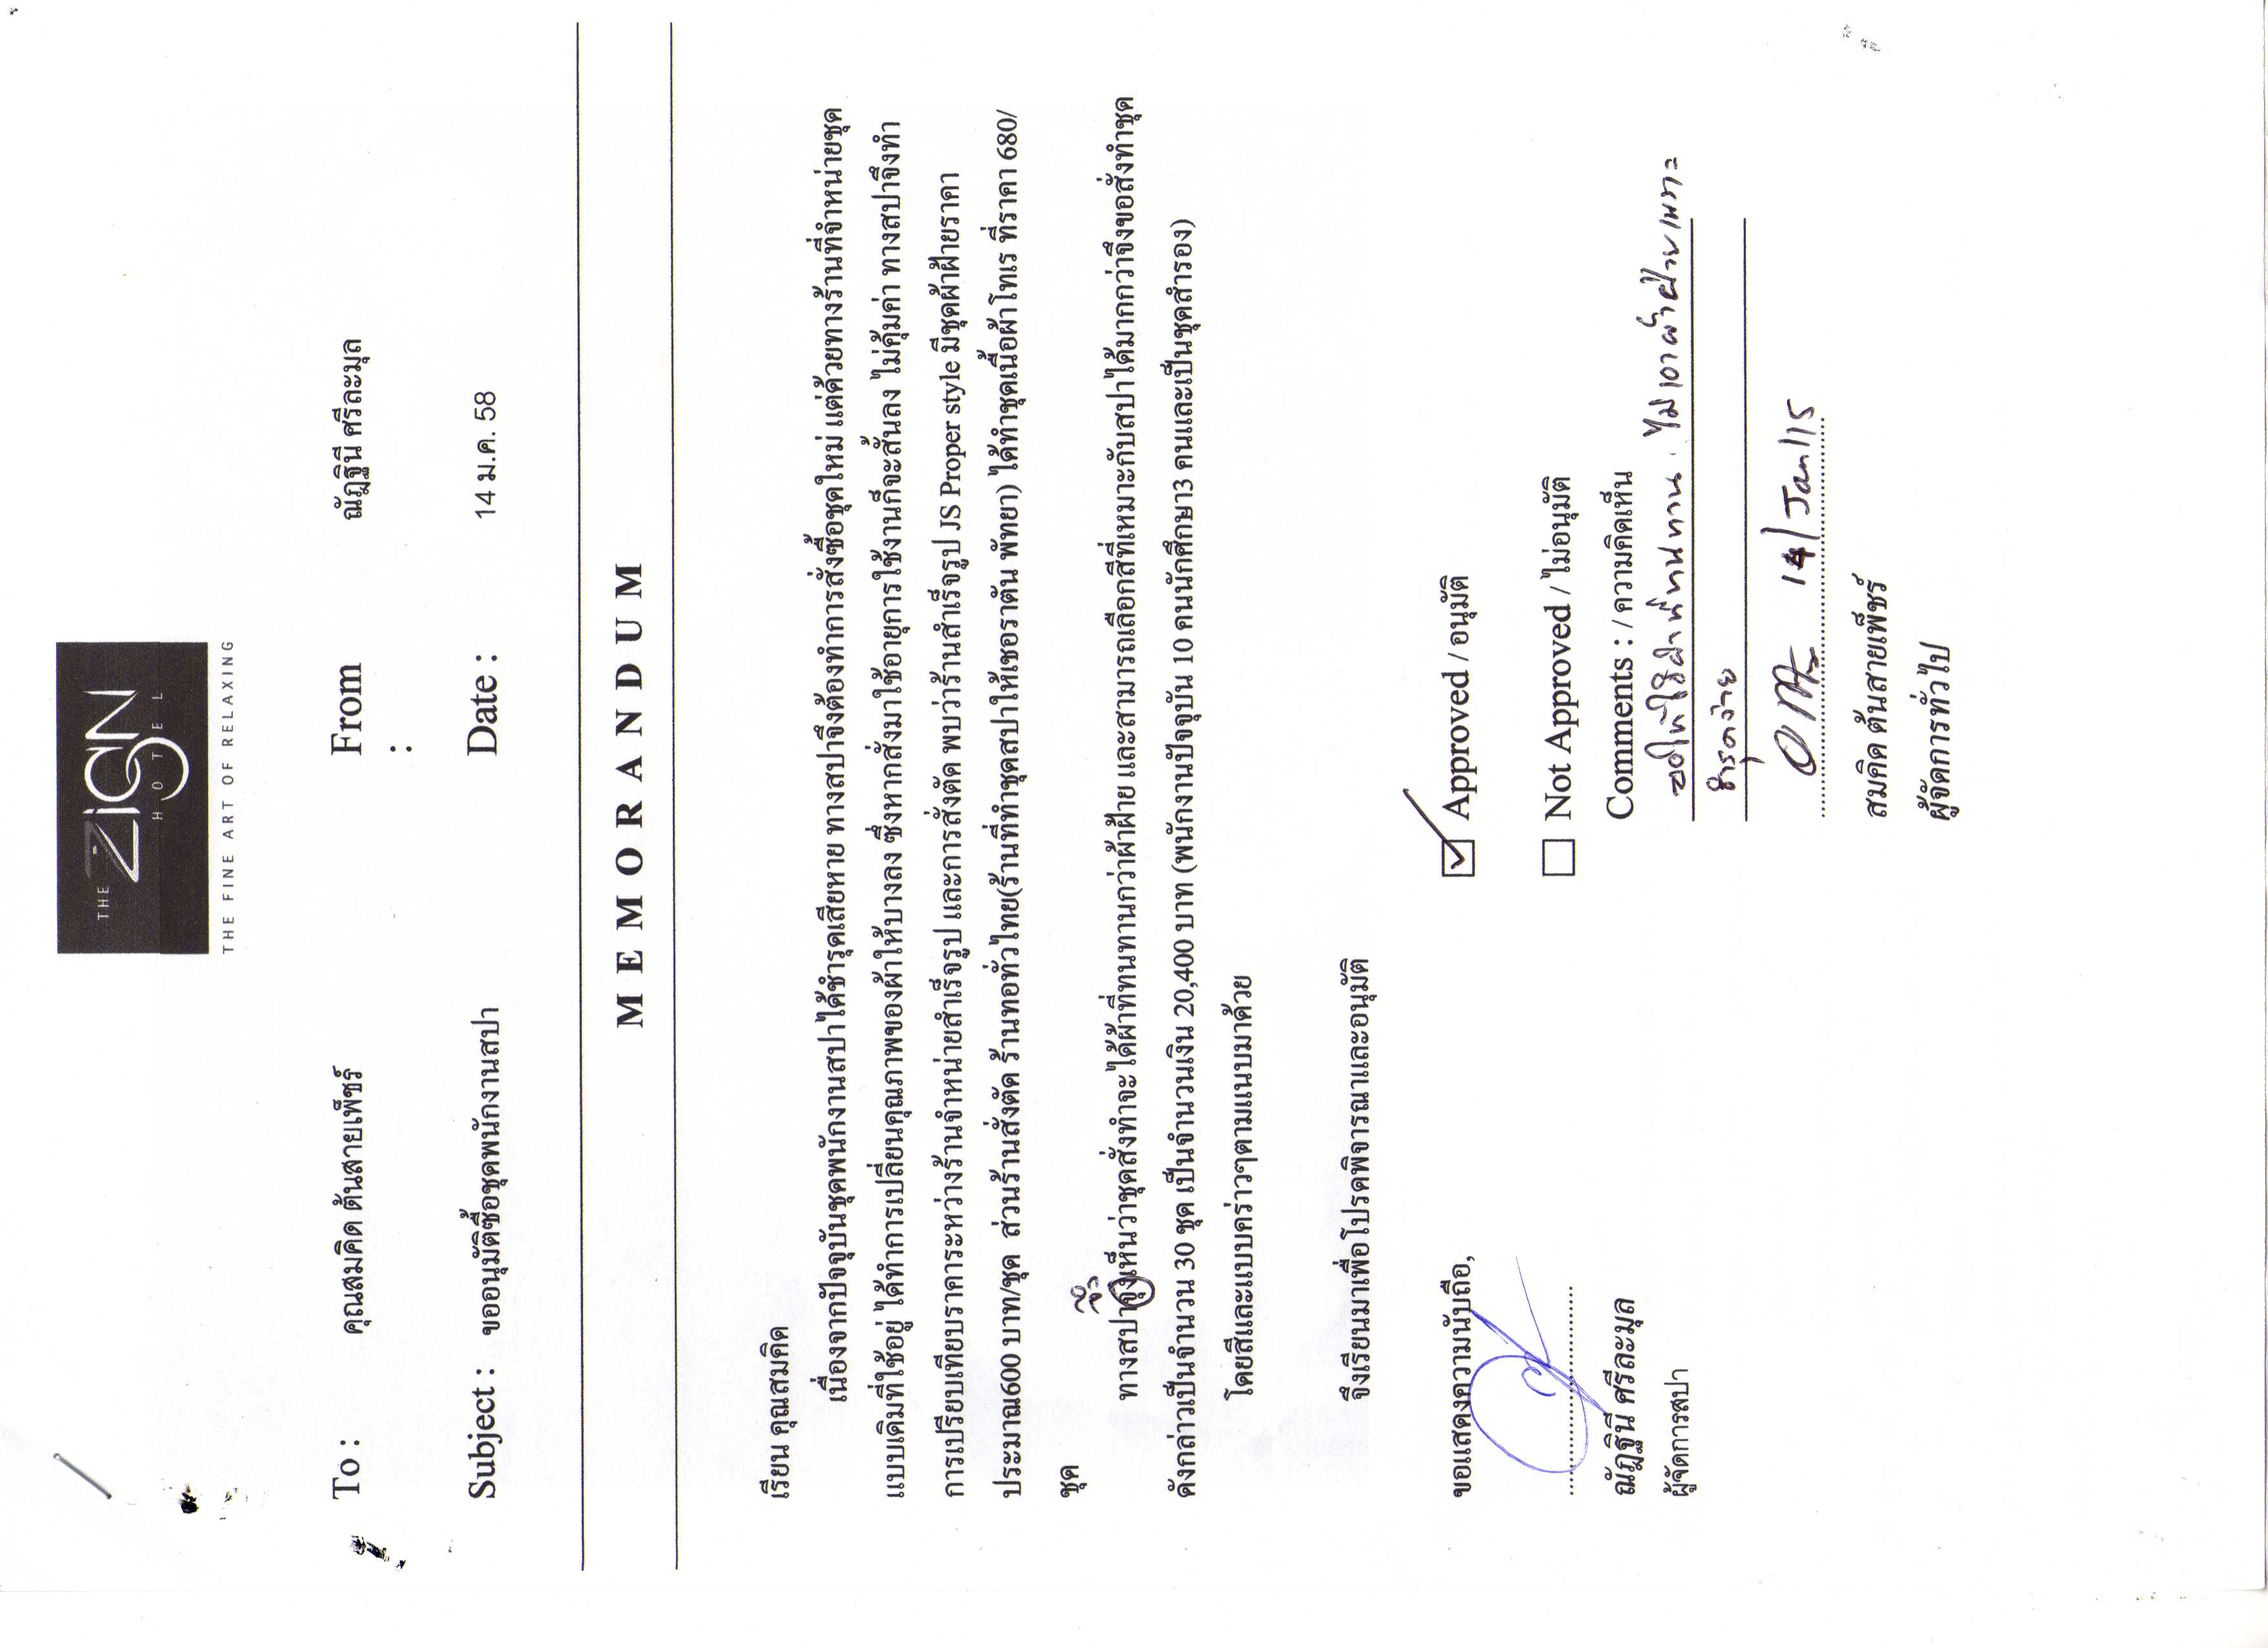 THE ZIGN
HOTEL
THE FINE ART OF RELAXING
To : คุณสมคิด ต้นสายเพ็ชร์ From : ณัฏฐินี ศรีละมุล
Subject : ขออนุมัติซื้อชุดพนักงานสปา Date : 14 ม.ค. 58
MEMORANDUM
เรียน คุณสมคิด
เนื่องจากปัจจุบันชุดพนักงานสปาได้ชำรุดเสียหาย ทางสปาจึงต้องทำการสั่งซื้อชุดใหม่ แต่ด้วยทางร้านที่จำหน่ายชุด
แบบเดิมที่ใช้อยู่ ได้ทำการเปลี่ยนคุณภาพของผ้าให้บางลง ซึ่งหากสั่งมาใช้อายุการใช้งานก็จะสั้นลง ไม่คุ้มค่า ทางสปาจึงทำ
การเปรียบเทียบราคาระหว่างร้านจำหน่ายสำเร็จรูป และการสั่งตัด พบว่าร้านสำเร็จรูป JS Proper style มีชุดผ้าฝ้ายราคา
ประมาณ600 บาท/ชุด ส่วนร้านสั่งตัด ร้านทอทั่วไทย(ร้านที่ทำชุดสปาให้เชอราตัน พัทยา) ได้ทำชุดเนื้อผ้าโทเร ที่ราคา 680/
ชุด
จึง
ทางสปาจุงเห็นว่าชุดสั่งทำจะได้ผ้าที่ทนทานกว่าผ้าฝ้าย และสามารถเลือกสีที่เหมาะกับสปาได้มากกว่าจึงขอสั่งทำชุด
ดังกล่าวเป็นจำนวน 30 ชุด เป็นจำนวนเงิน 20,400 บาท (พนักงานปัจจุบัน 10 คนนักศึกษา3 คนและเป็นชุดสำรอง)
โดยสีและแบบคร่าวๆตามแนบมาด้วย
จึงเรียนมาเพื่อโปรดพิจารณาและอนุมัติ
ขอแสดงความนับถือ,
ณัฏฐินี ศรีละมุล
ผู้จัดการสปา
Approved / อนุมัติ
Not Approved / ไม่อนุมัติ
Comments : / ความคิดเห็น
ขอให้ใช้ผ้าที่ทนทาน. ไม่เอาผ้าฝ้ายเพราะ
ชำรุดง่าย
14/Jan/15
สมคิด ต้นสายเพ็ชร์
ผู้จัดการทั่วไป